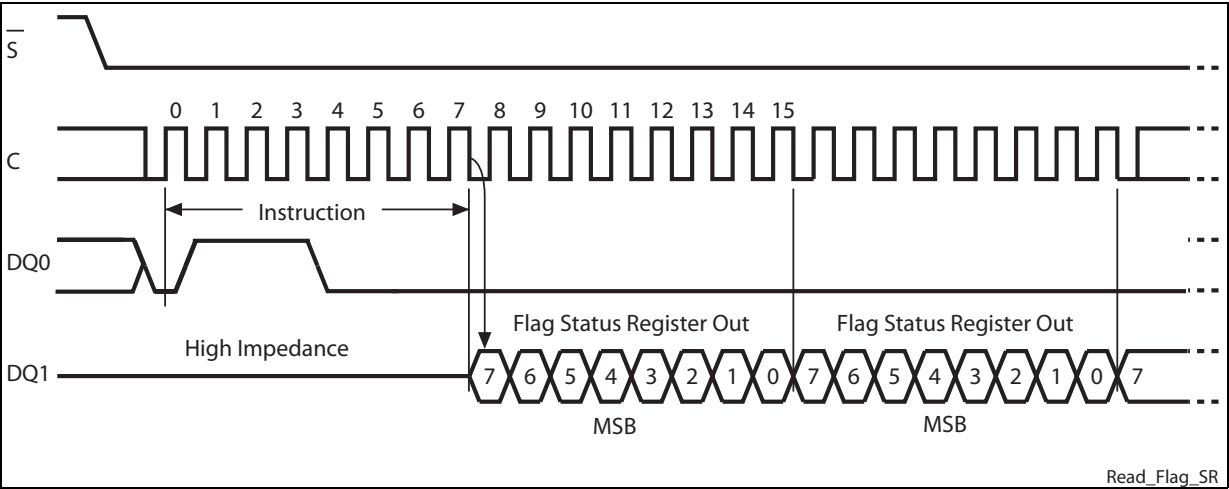 S
0 1 2 3 4 5 6 7 8 9 10 11 12 13 14 15
C
Instruction
DQ0
Flag Status Register Out Flag Status Register Out
High Impedance
DQ1 7 6 5 4 3 2 1 0 7 6 5 4 3 2 1 0 7
MSB MSB
Read_Flag_SR